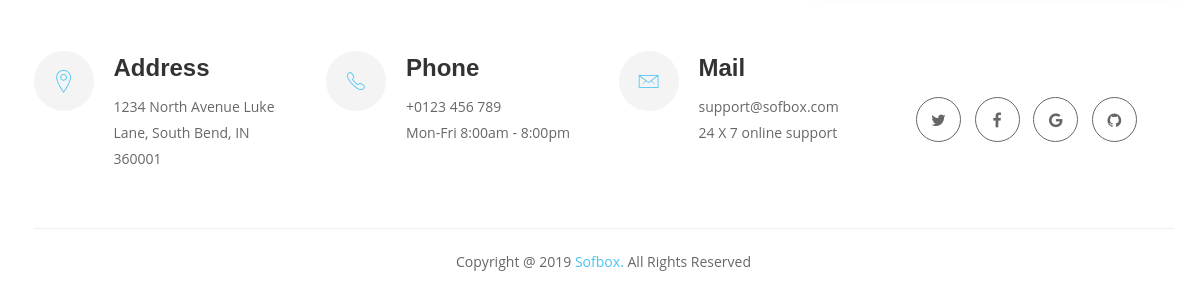 Address
1234 North Avenue Luke
Lane, South Bend, IN
360001
Phone
+0123 456 789
Mon-Fri 8:00am - 8:00pm
Mail
support@sofbox.com
24 X 7 online support
Copyright @ 2019 Sofbox. All Rights Reserved